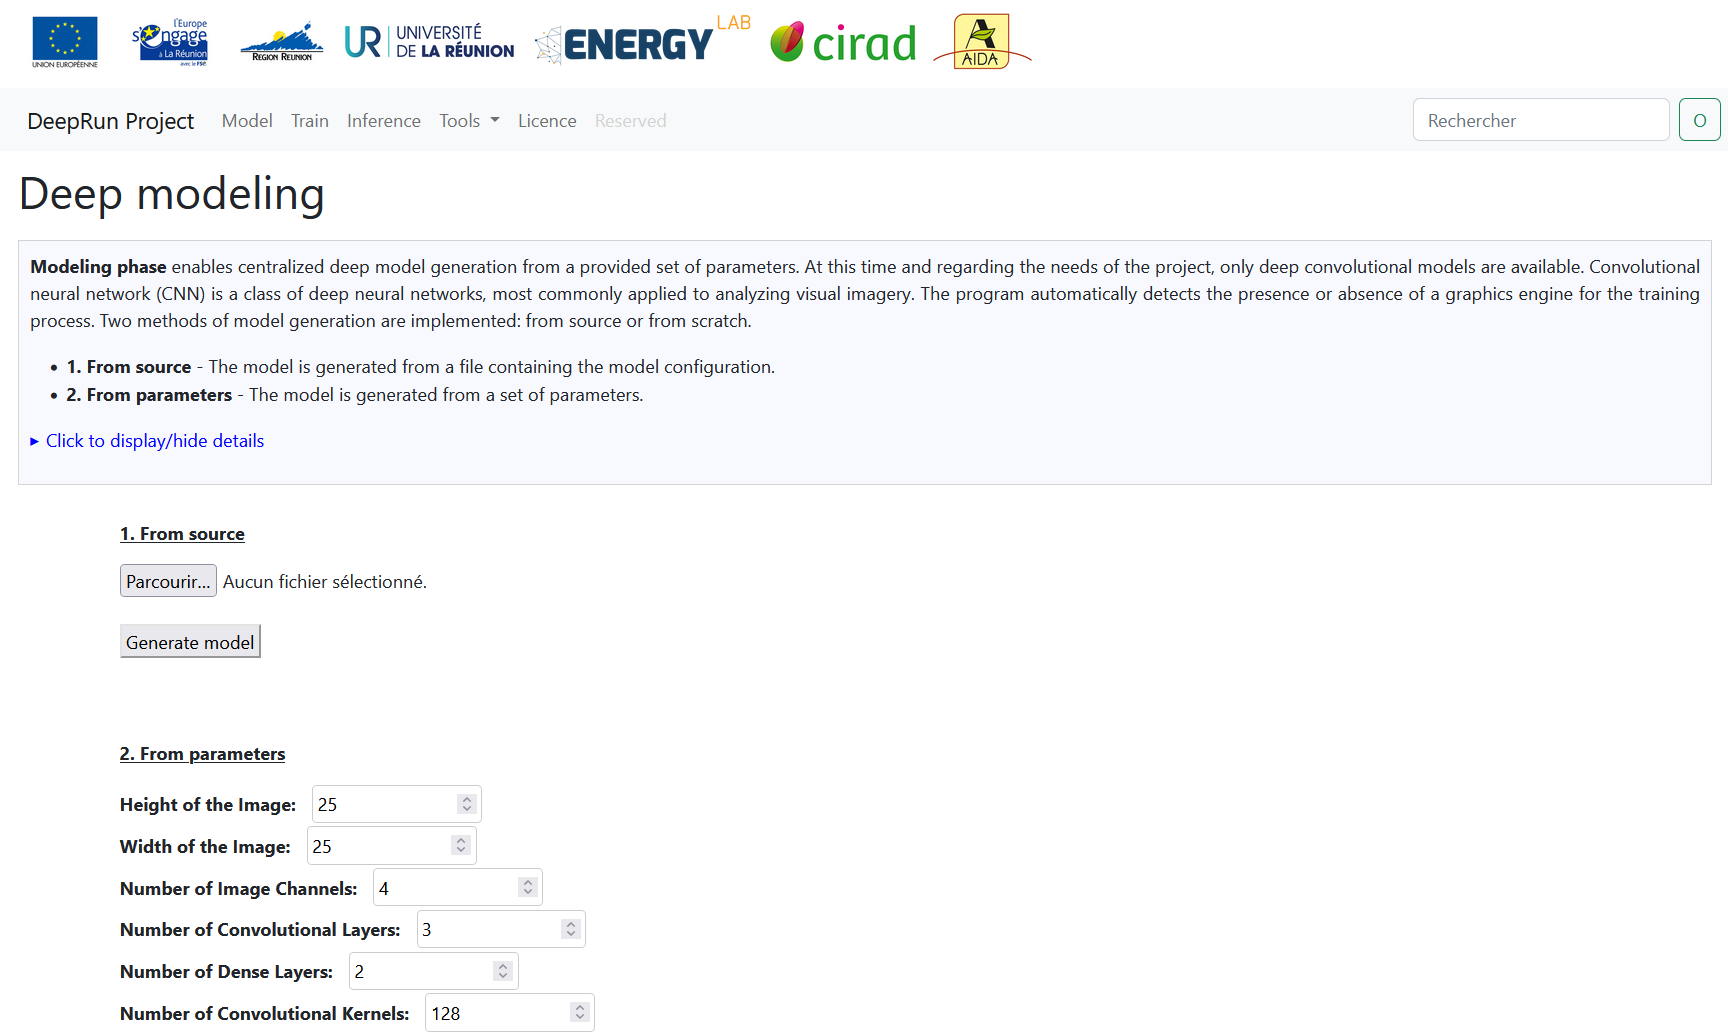 UNION EUROPÉENNE
l'Europe
s'engage
à La Réunion
avec le FSE
REGION REUNION
UR UNIVERSITÉ
DE LA RÉUNION
ENERGY LAB
cirad
AIDA
DeepRun Project Model Train Inference Tools Licence Reserved Rechercher O
Deep modeling
Modeling phase enables centralized deep model generation from a provided set of parameters. At this time and regarding the needs of the project, only deep convolutional models are available. Convolutional
neural network (CNN) is a class of deep neural networks, most commonly applied to analyzing visual imagery. The program automatically detects the presence or absence of a graphics engine for the training
process. Two methods of model generation are implemented: from source or from scratch.
• 1. From source - The model is generated from a file containing the model configuration.
• 2. From parameters - The model is generated from a set of parameters.
▸ Click to display/hide details
1. From source
Parcourir... Aucun fichier sélectionné.
Generate model
2. From parameters
Height of the Image: 25
Width of the Image: 25
Number of Image Channels: 4
Number of Convolutional Layers: 3
Number of Dense Layers: 2
Number of Convolutional Kernels: 128